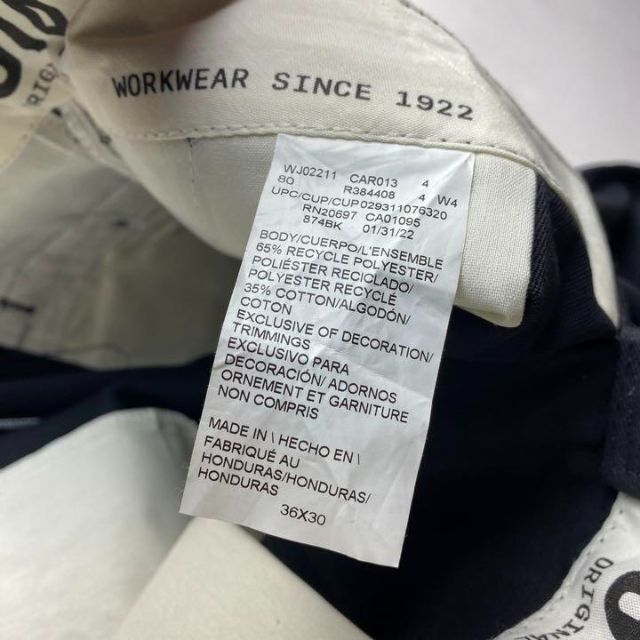 ORIGI
WORKWEAR SINCE 1922
WJ02211 CAR013 4
80 R384408 4 W4
UPC/CUP/CUP029311076320
RN20697 CA01095
874BK 01/31/22
BODY/CUERPO/L'ENSEMBLE
65% RECYCLE POLYESTER/
POLIÉSTER RECICLADO/
POLYESTER RECYCLÉ
35% COTTON/ALGODÓN/
COTON
EXCLUSIVE OF DECORATION/
TRIMMINGS
EXCLUSIVO PARA
DECORACIÓN/ADORNOS
ORNEMENT ET GARNITURE
NON COMPRIS
MADE IN \ HECHO EN \
FABRIQUÉ AU
HONDURAS/HONDURAS/
HONDURAS
36X30
ORIGIN